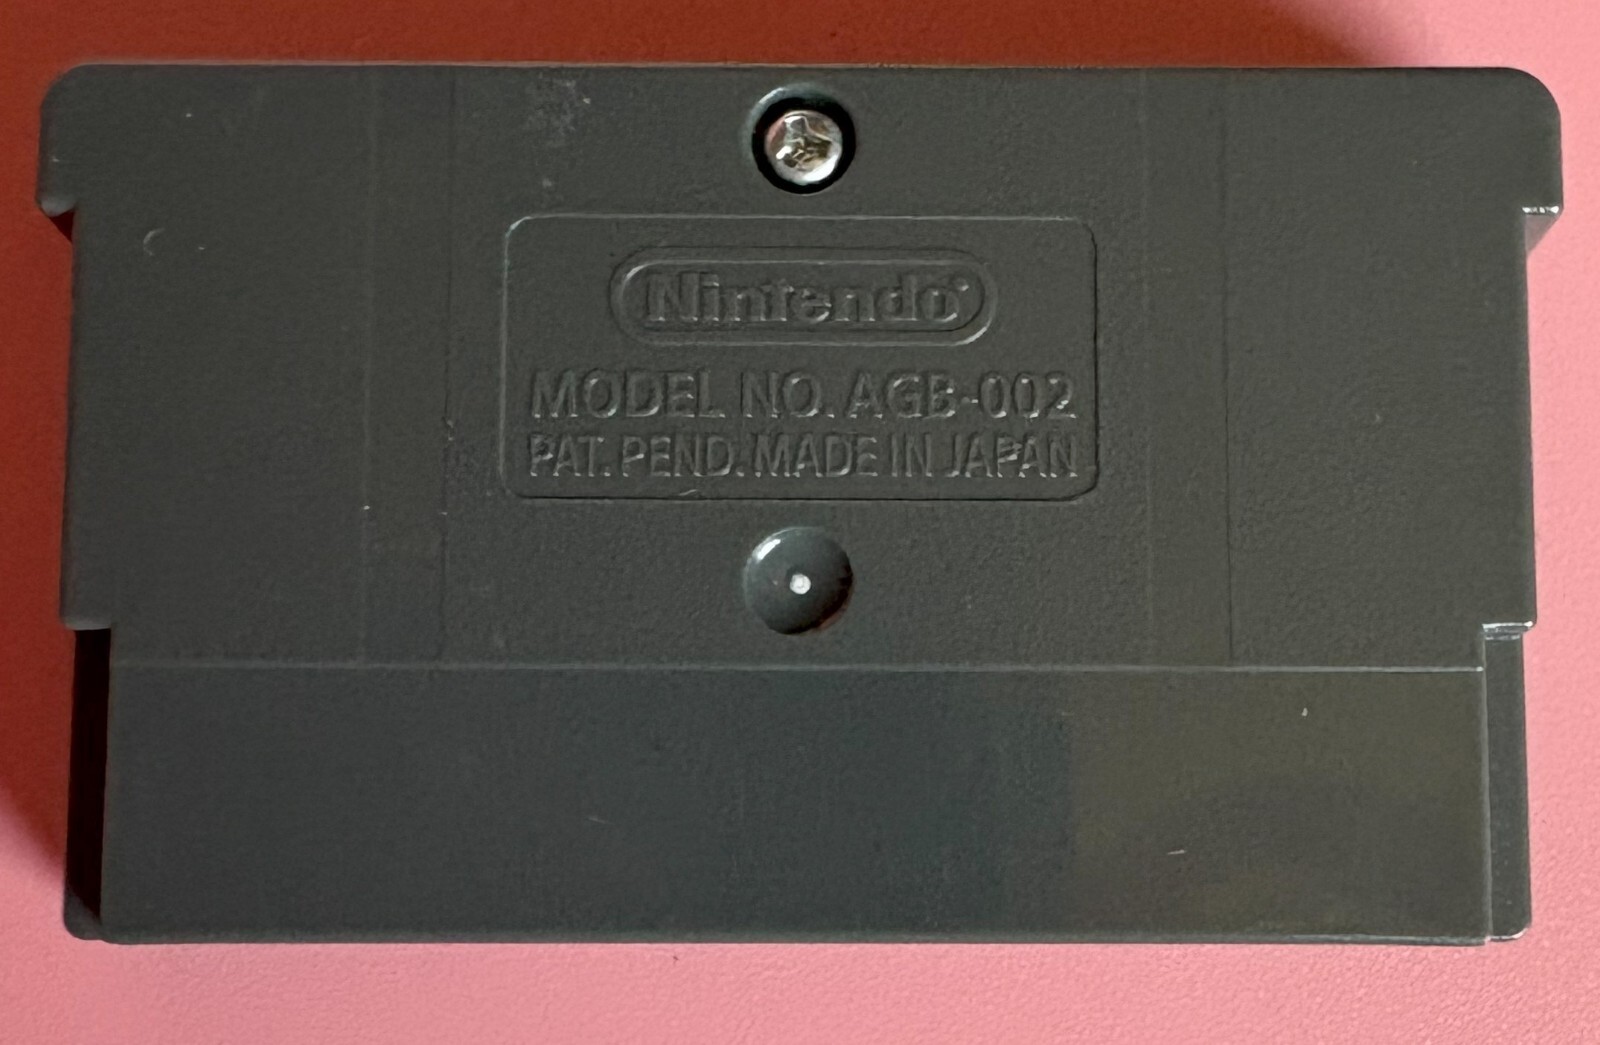 Nintendo
MODEL NO. AGB-002
PAT. PEND. MADE IN JAPAN